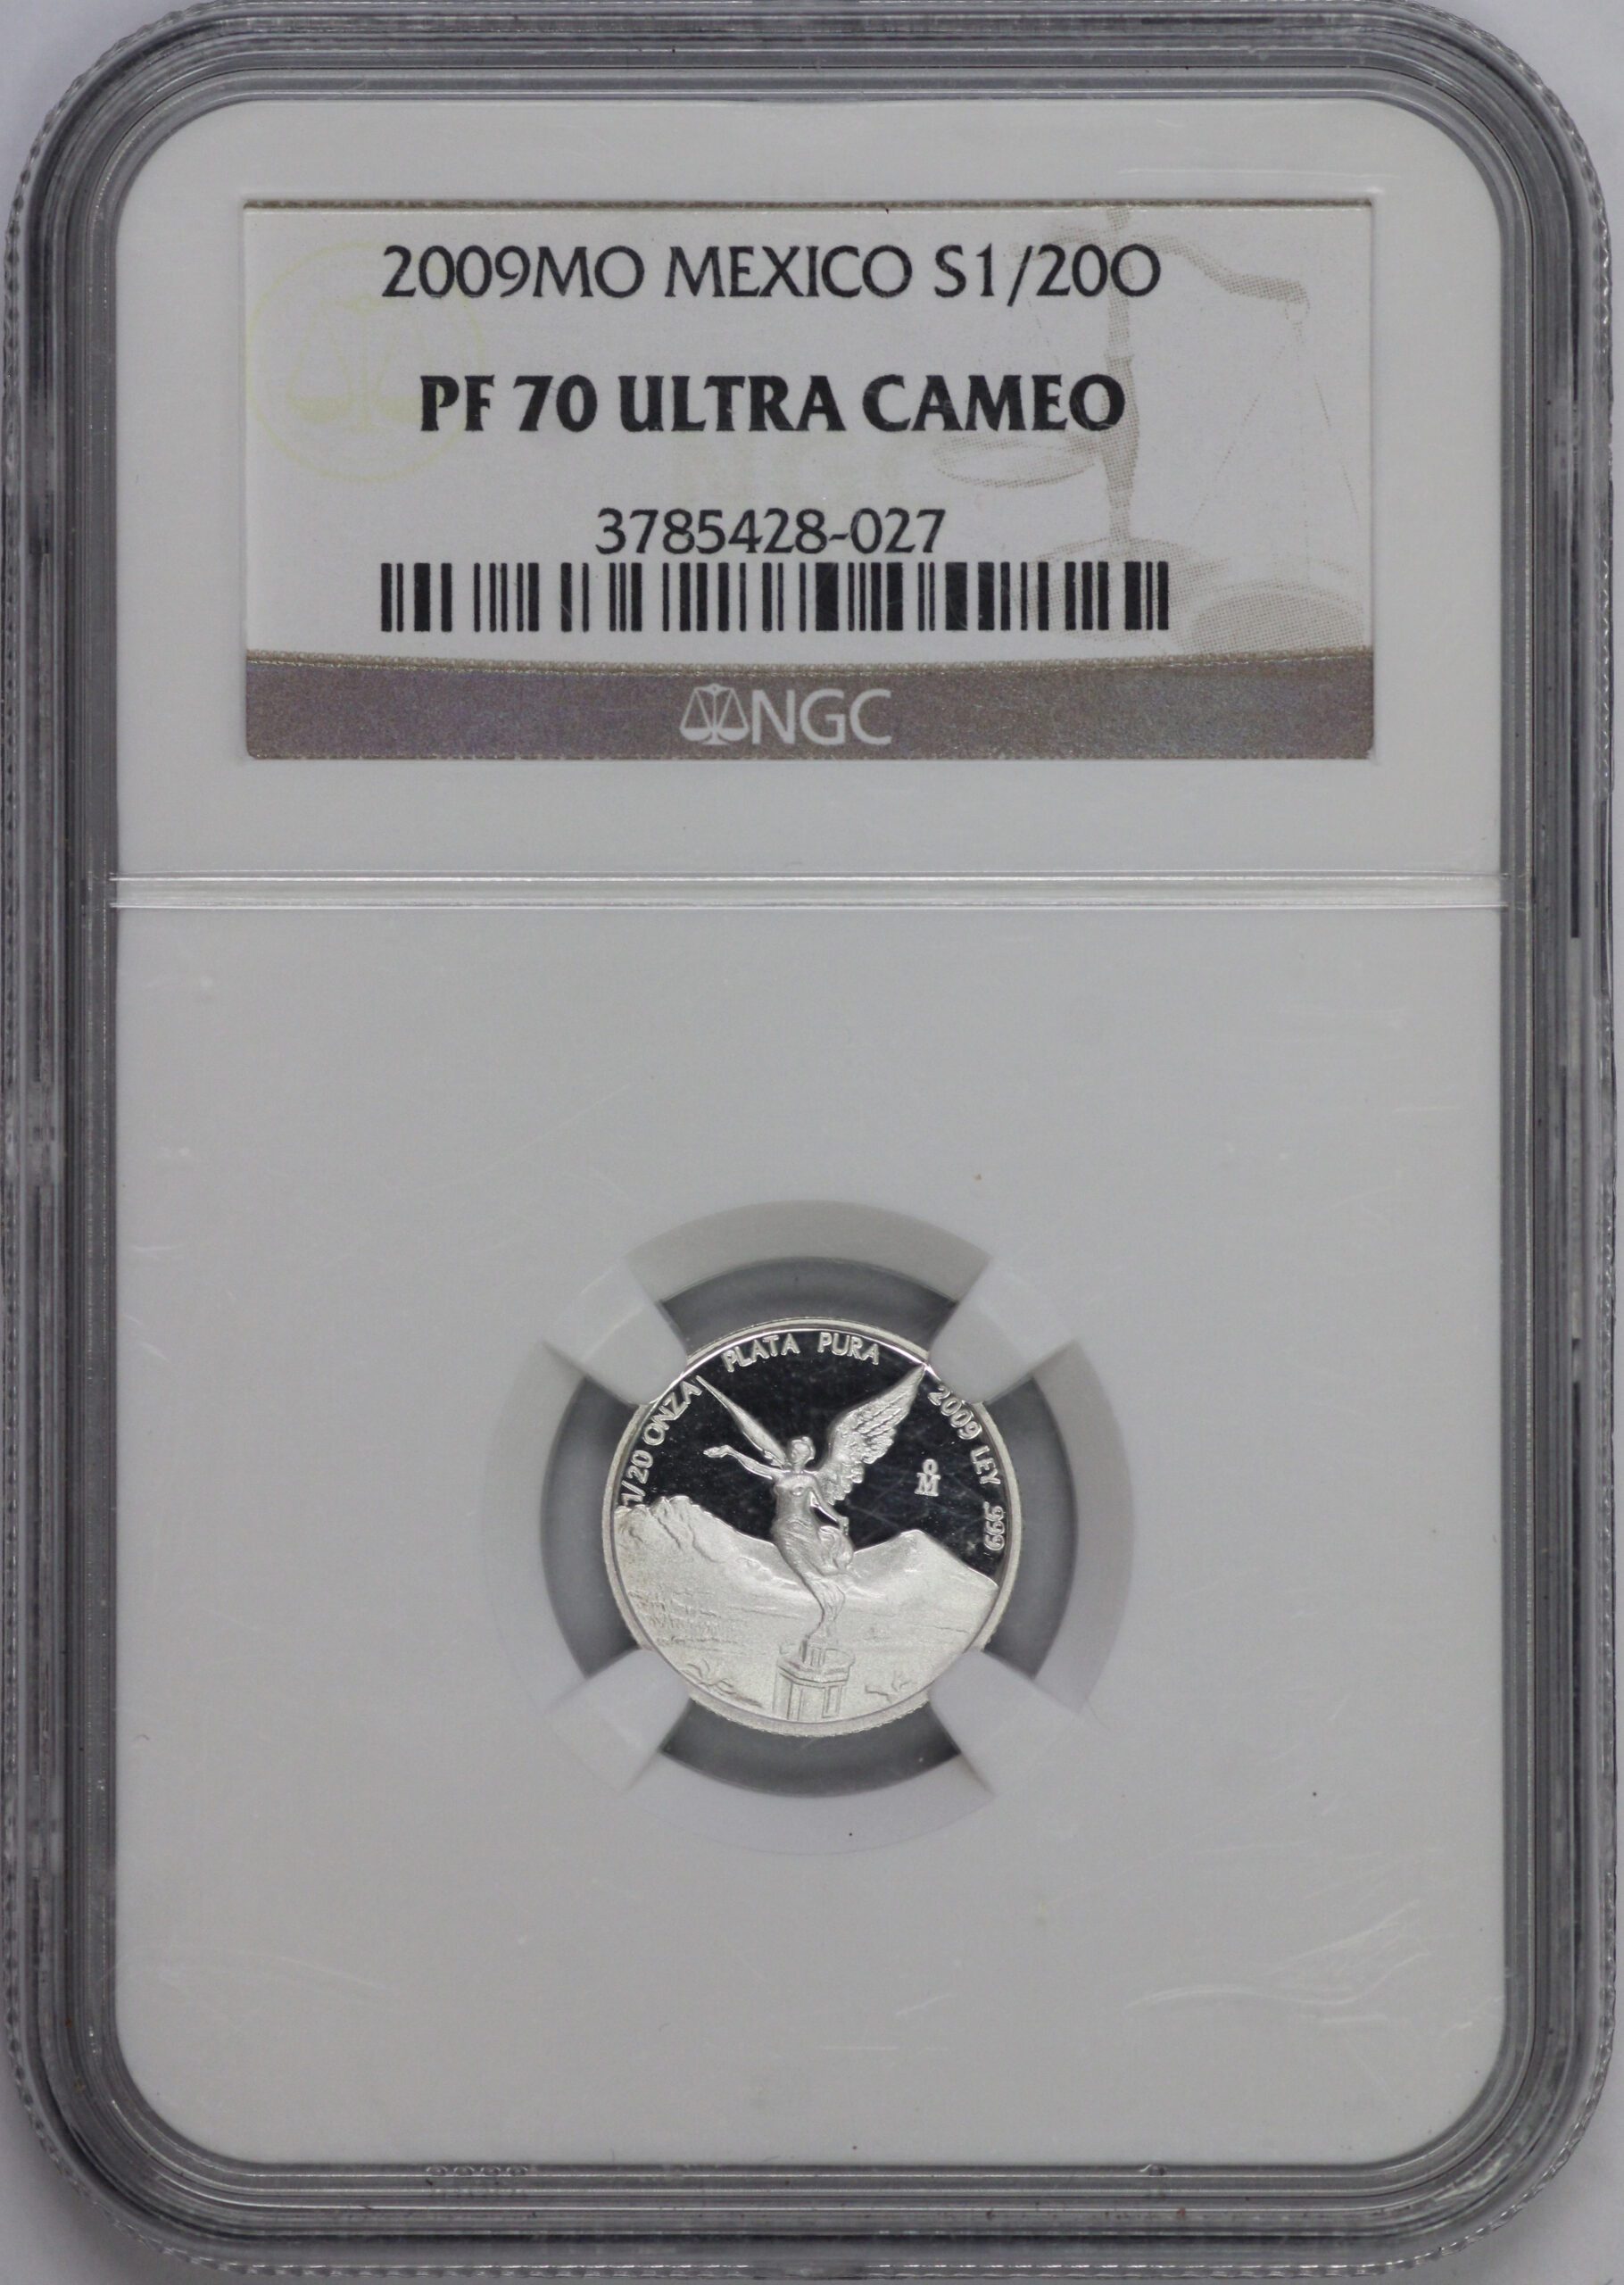 2009MO MEXICO S1/20O
PF 70 ULTRA CAMEO
3785428-027
NGC
1/20 ONZA PLATA PURA 2009 LEY 999
°M